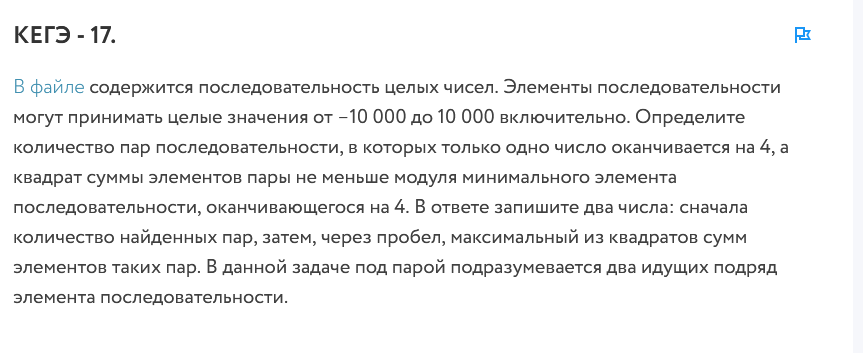 КЕГЭ - 17.
В файле содержится последовательность целых чисел. Элементы последовательности
могут принимать целые значения от −10 000 до 10 000 включительно. Определите
количество пар последовательности, в которых только одно число оканчивается на 4, а
квадрат суммы элементов пары не меньше модуля минимального элемента
последовательности, оканчивающегося на 4. В ответе запишите два числа: сначала
количество найденных пар, затем, через пробел, максимальный из квадратов сумм
элементов таких пар. В данной задаче под парой подразумевается два идущих подряд
элемента последовательности.